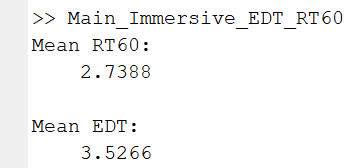 >> Main_Immersive_EDT_RT60
Mean RT60:
2.7388
Mean EDT:
3.5266